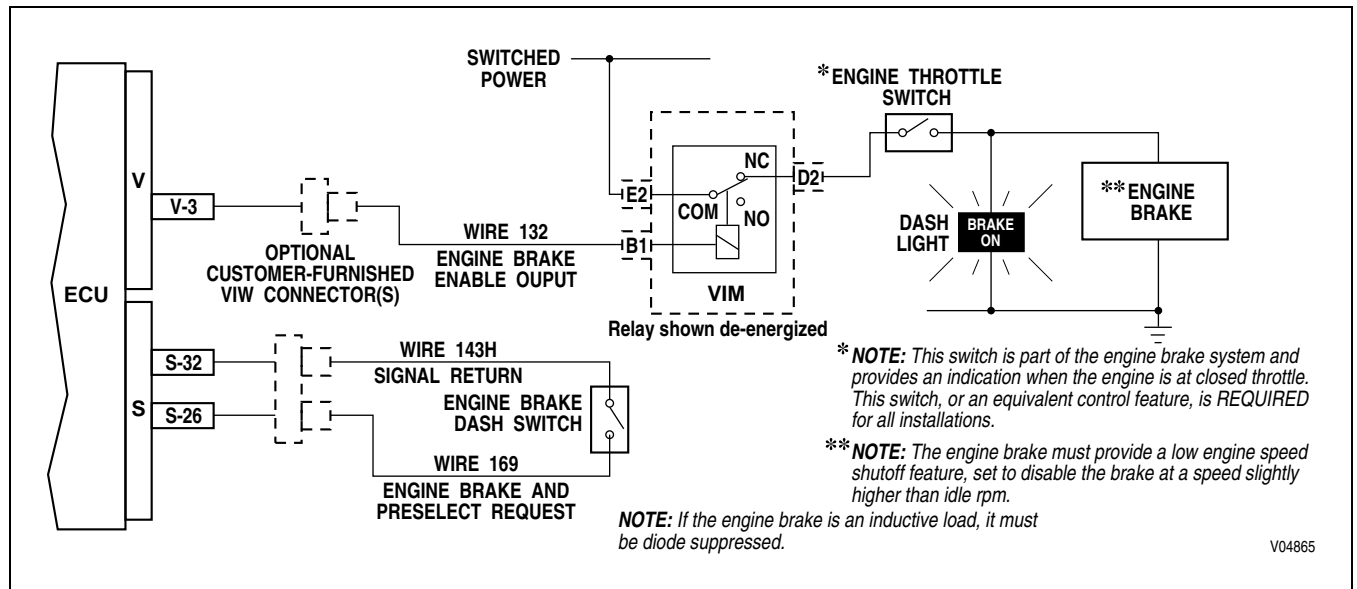 SWITCHED
POWER
*ENGINE THROTTLE
SWITCH
V
V-3
OPTIONAL
CUSTOMER-FURNISHED
VIW CONNECTOR(S)
WIRE 132
ENGINE BRAKE
ENABLE OUPUT
E2
B1
COM
NC
NO
D2
VIM
Relay shown de-energized
DASH
LIGHT
BRAKE
ON
**ENGINE
BRAKE
ECU
S
S-32
S-26
WIRE 143H
SIGNAL RETURN
ENGINE BRAKE
DASH SWITCH
WIRE 169
ENGINE BRAKE AND
PRESELECT REQUEST
*NOTE: This switch is part of the engine brake system and
provides an indication when the engine is at closed throttle.
This switch, or an equivalent control feature, is REQUIRED
for all installations.
**NOTE: The engine brake must provide a low engine speed
shutoff feature, set to disable the brake at a speed slightly
higher than idle rpm.
NOTE: If the engine brake is an inductive load, it must
be diode suppressed.
V04865